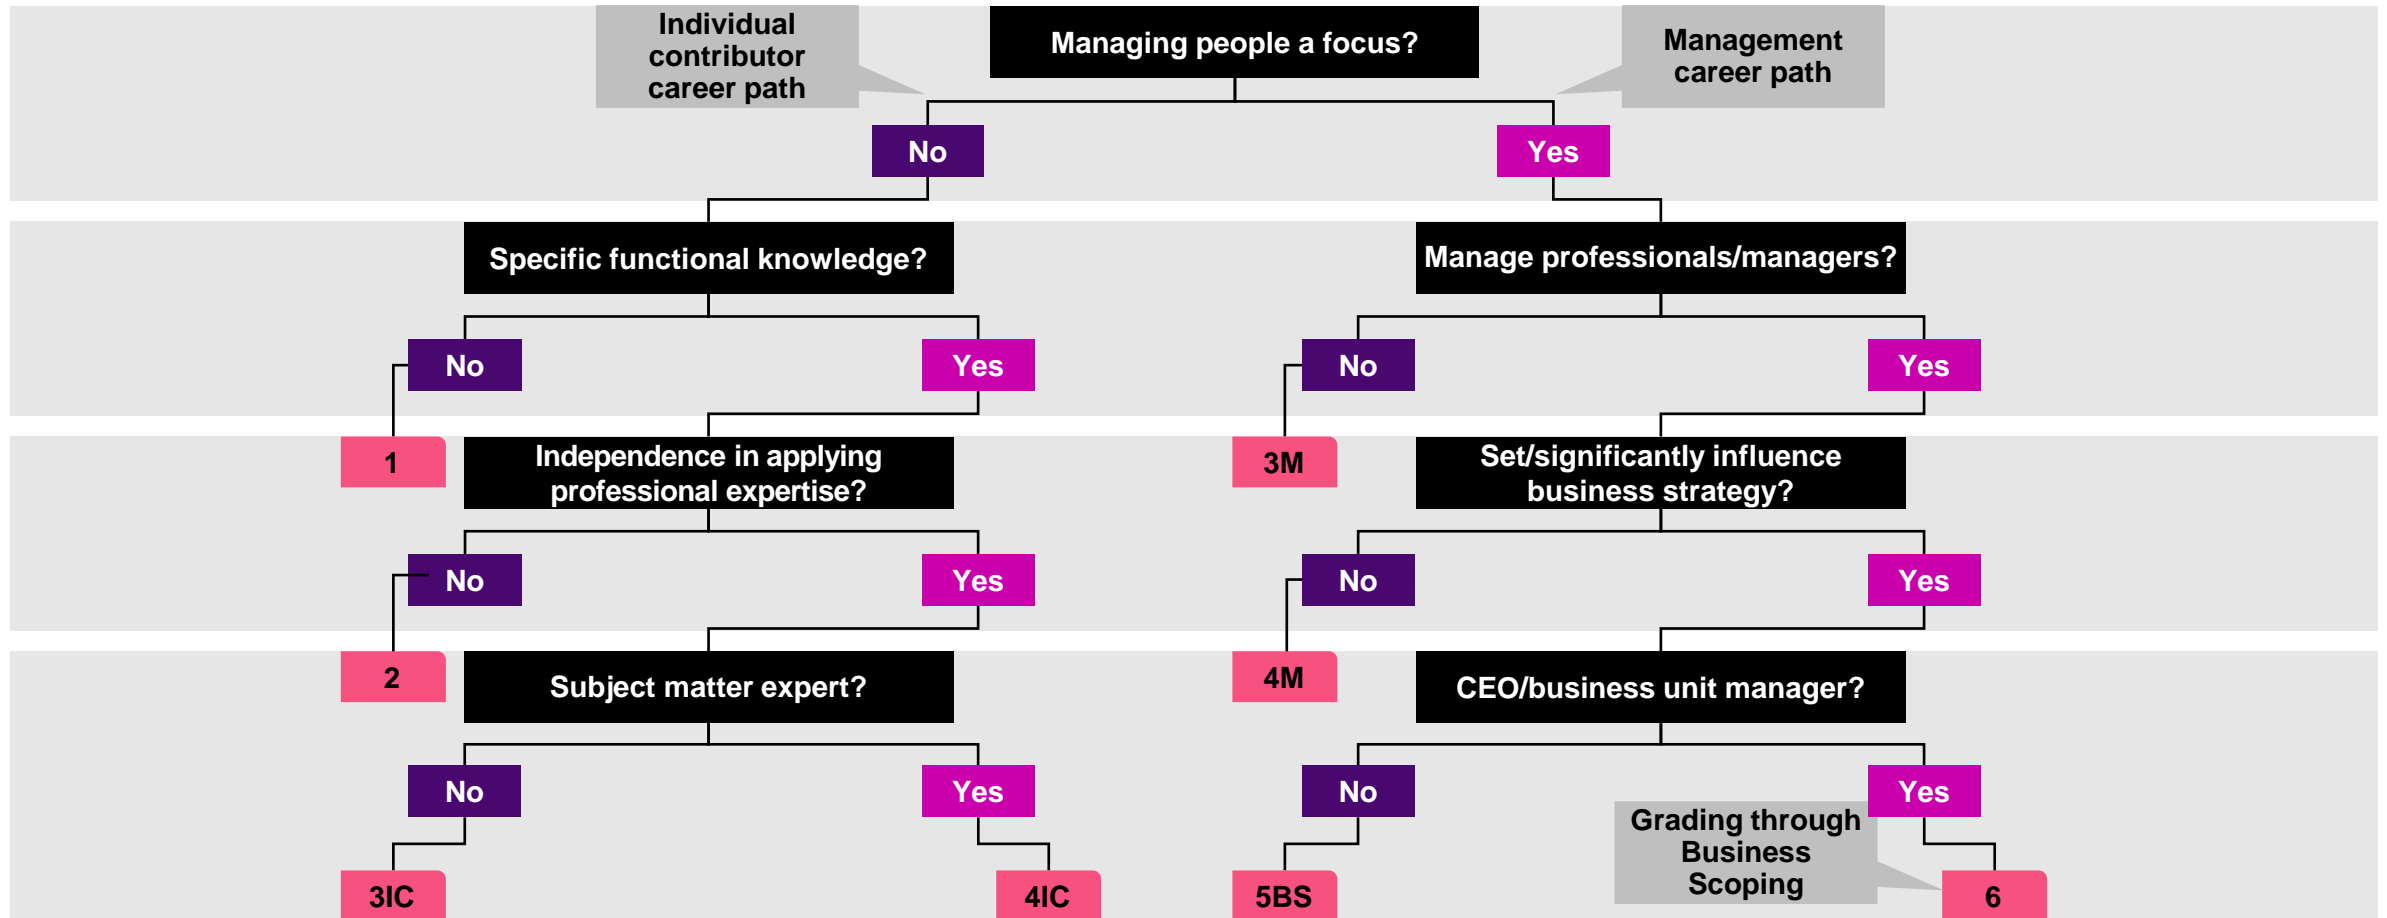 Individual
contributor
career path
Managing people a focus?
Management
career path
No
Yes
Specific functional knowledge?
Manage professionals/managers?
No
Yes
No
Yes
1
Independence in applying
professional expertise?
3M
Set/significantly influence
business strategy?
No
Yes
No
Yes
2
Subject matter expert?
4M
CEO/business unit manager?
No
Yes
No
Yes
Grading through
Business
Scoping
3IC
4IC
5BS
6